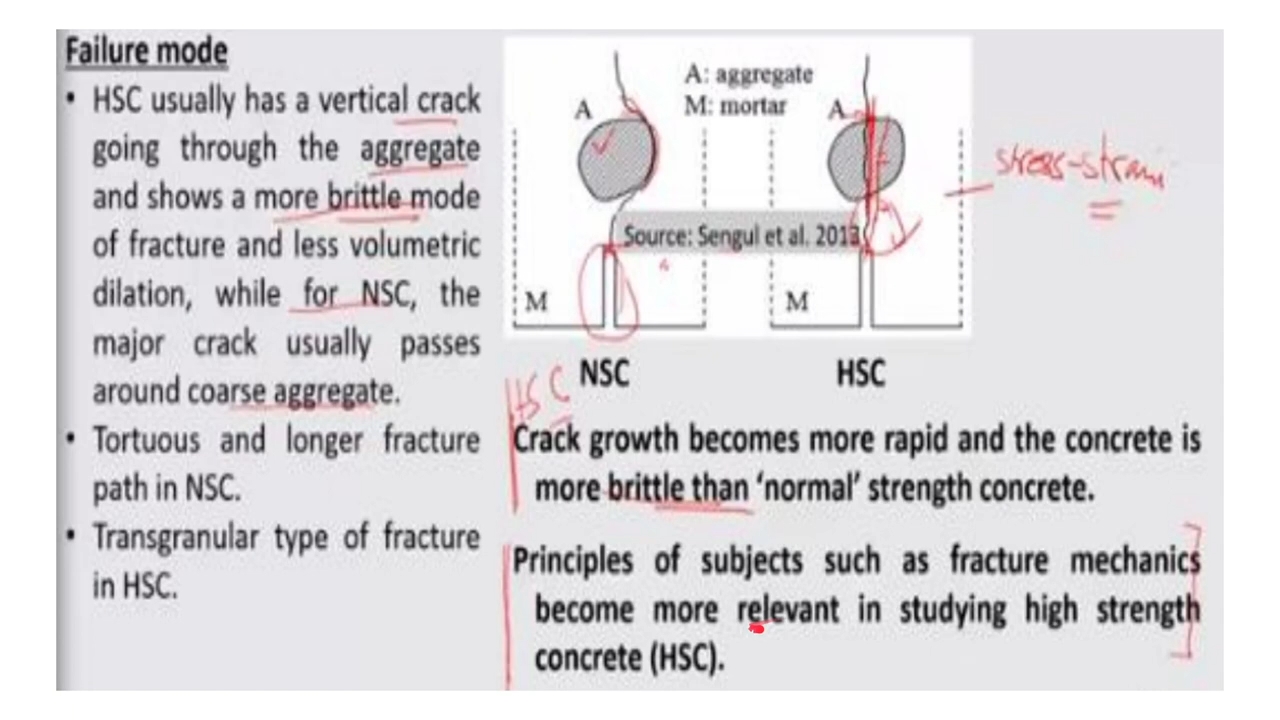 Failure mode
• HSC usually has a vertical crack
going through the aggregate
and shows a more brittle mode
of fracture and less volumetric
dilation, while for NSC, the
major crack usually passes
around coarse aggregate.
• Tortuous and longer fracture
path in NSC.
• Transgranular type of fracture
in HSC.
A
A: aggregate
M: mortar
A
Source: Sengul et al. 2013
M
M
NSC
HSC
stress-strain
HSC
Crack growth becomes more rapid and the concrete is
more brittle than ‘normal’ strength concrete.
Principles of subjects such as fracture mechanics
become more relevant in studying high strength
concrete (HSC).